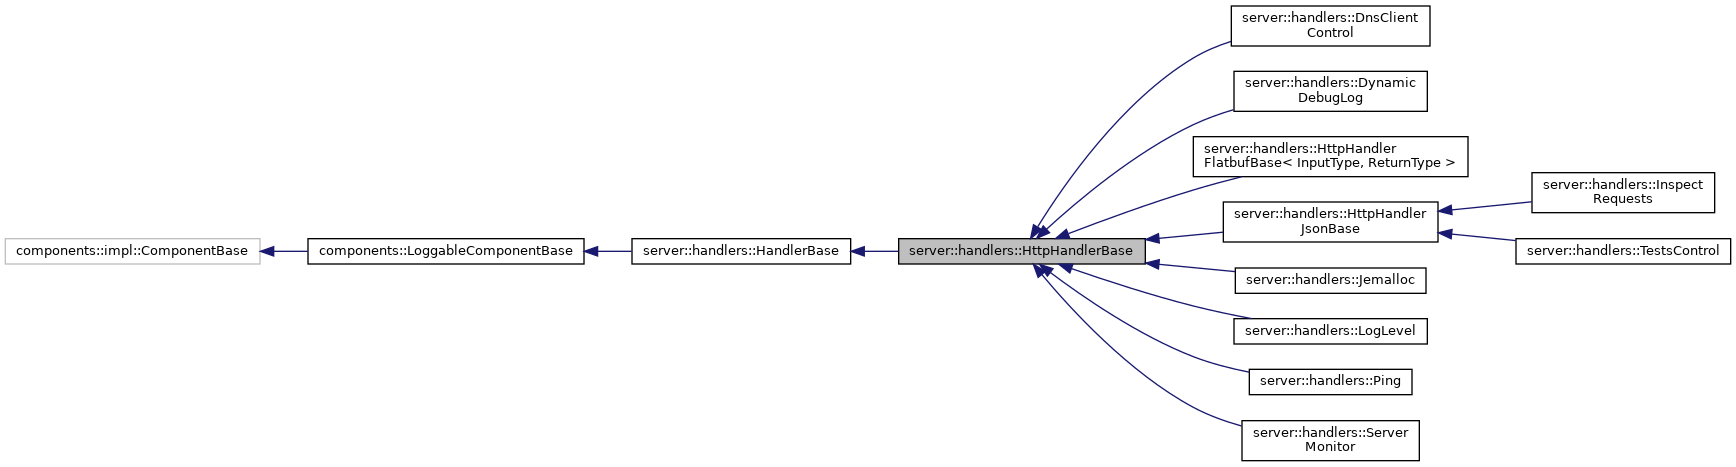 components::impl::ComponentBase
components::LoggableComponentBase
server::handlers::HandlerBase
server::handlers::HttpHandlerBase
server::handlers::DnsClient
Control
server::handlers::Dynamic
DebugLog
server::handlers::HttpHandler
FlatbufBase< InputType, ReturnType >
server::handlers::HttpHandler
JsonBase
server::handlers::Jemalloc
server::handlers::LogLevel
server::handlers::Ping
server::handlers::Server
Monitor
server::handlers::Inspect
Requests
server::handlers::TestsControl